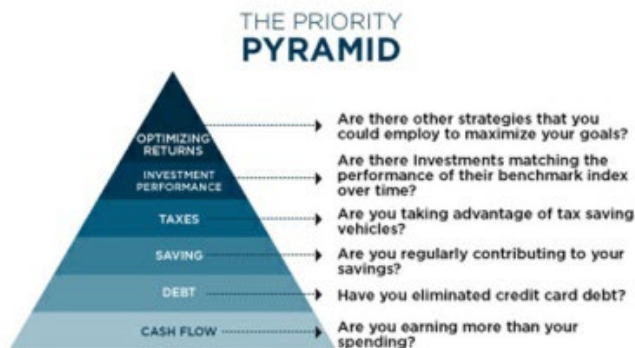 THE PRIORITY
PYRAMID
OPTIMIZING
RETURNS
Are there other strategies that you
could employ to maximize your goals?
INVESTMENT
PERFORMANCE
Are there Investments matching the
performance of their benchmark index
over time?
TAXES
Are you taking advantage of tax saving
vehicles?
SAVING
Are you regularly contributing to your
savings?
DEBT
Have you eliminated credit card debt?
CASH FLOW
Are you earning more than your
spending?